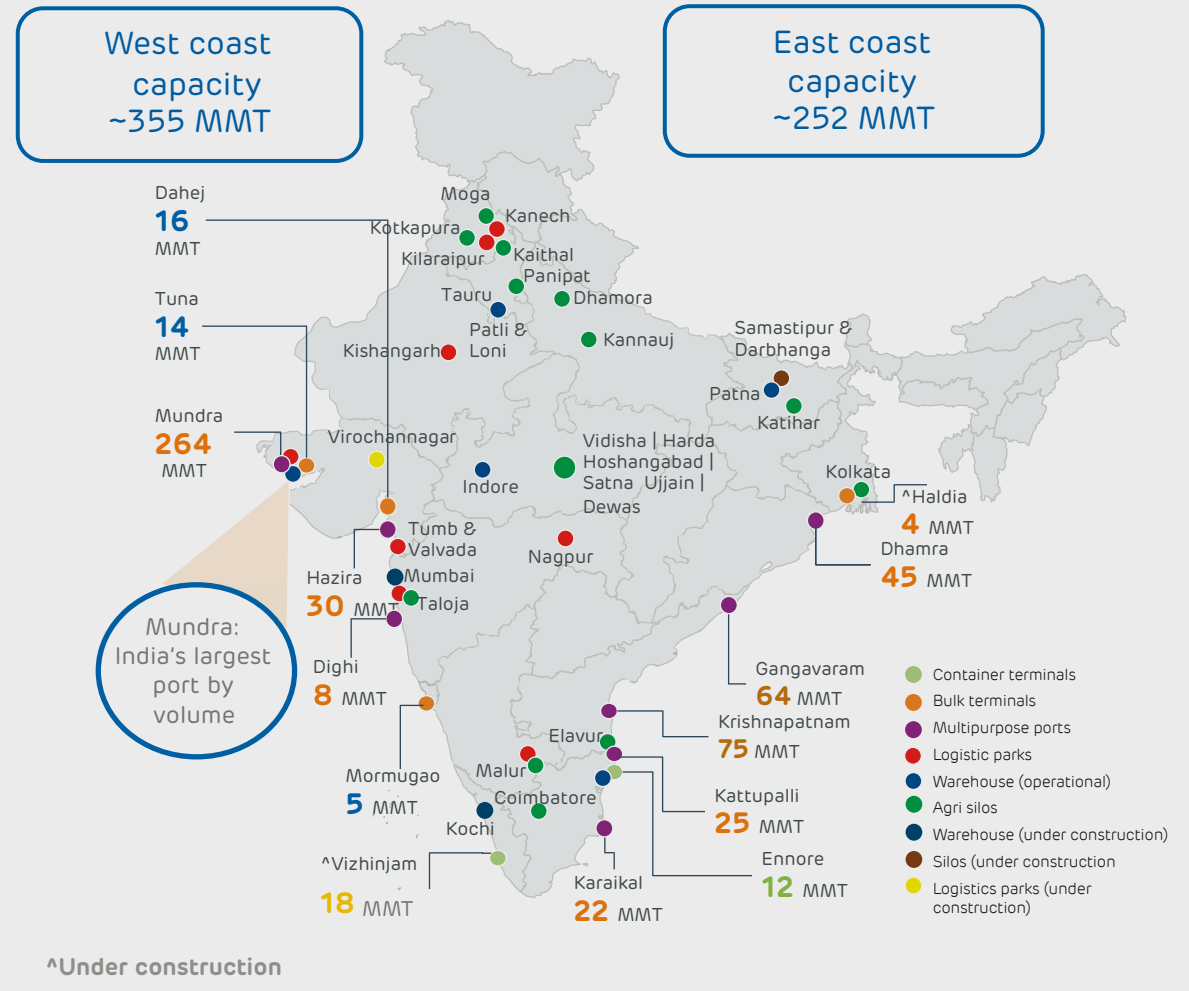 West coast
capacity
~355 MMT
East coast
capacity
~252 MMT
Dahej
16
MMT
Tuna
14
MMT
Mundra
264
MMT
Moga
Kanech
Kotkapura
Kilaraipur
Kaithal
Panipat
Tauru
Dhamora
Patli &
Loni
Kishangarh
Kannauj
Samastipur &
Darbhanga
Patna
Katihar
Virochannagar
Indore
Vidisha | Harda
Hoshangabad |
Satna Ujjain |
Dewas
Kolkata
^Haldia
4 MMT
Dhamra
45 MMT
Nagpur
Tumb &
Valvada
Hazira
30 MMT
Mumbai
Taloja
Mundra:
India's largest
port by
volume
Dighi
8 MMT
Gangavaram
64 MMT
Krishnapatnam
75 MMT
Elavur
Malur
Mormugao
5 MMT
Coimbatore
Kochi
Kattupalli
25 MMT
Ennore
12 MMT
^Vizhinjam
18 MMT
Karaikal
22 MMT
Container terminals
Bulk terminals
Multipurpose ports
Logistic parks
Warehouse (operational)
Agri silos
Warehouse (under construction)
Silos (under construction
Logistics parks (under
construction)
^Under construction